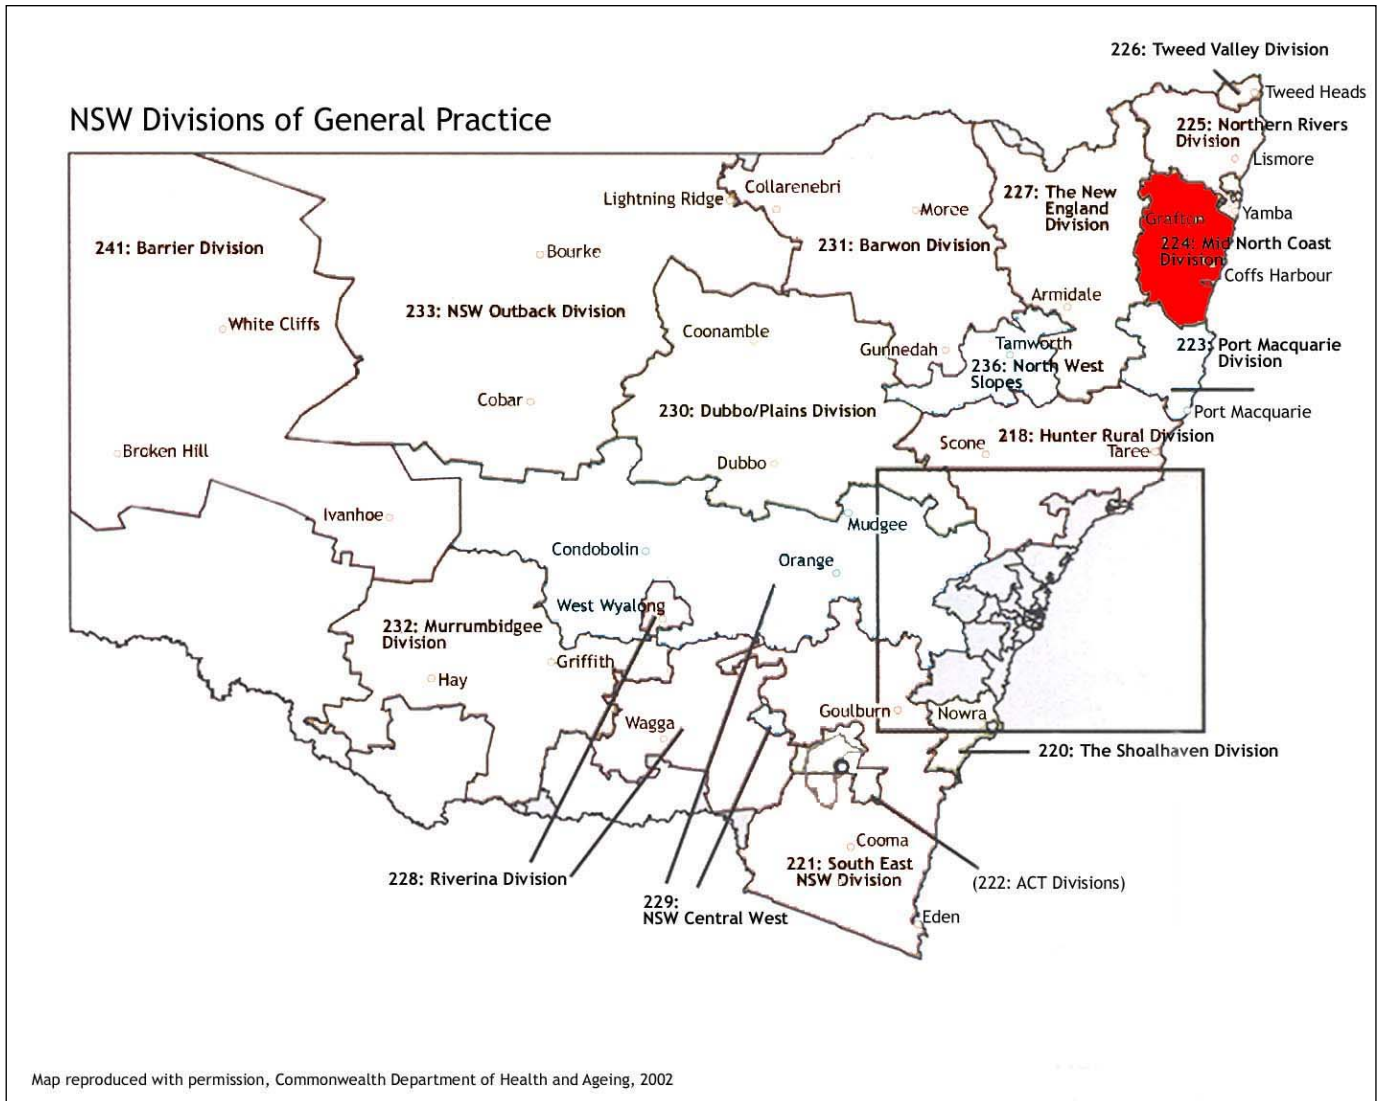 226: Tweed Valley Division
Tweed Heads
NSW Divisions of General Practice
225: Northern Rivers
Division
Lismore
Collarenebri
Lightning Ridge
Moree
227: The New
England
Division
Yamba
Grafton
241: Barrier Division
231: Barwon Division
224: Mid North Coast
Division
Bourke
Coffs Harbour
Armidale
233: NSW Outback Division
White Cliffs
Coonamble
Gunnedah
Tamworth
223: Port Macquarie
Division
236: North West
Slopes
Cobar
230: Dubbo/Plains Division
Port Macquarie
Scone
218: Hunter Rural Division
Taree
Broken Hill
Dubbo
Ivanhoe
Mudgee
Condobolin
Orange
West Wyalong
232: Murrumbidgee
Division
Griffith
Hay
Goulburn
Nowra
Wagga
220: The Shoalhaven Division
Cooma
221: South East
NSW Division
228: Riverina Division
(222: ACT Divisions)
229:
NSW Central West
Eden
Map reproduced with permission, Commonwealth Department of Health and Ageing, 2002